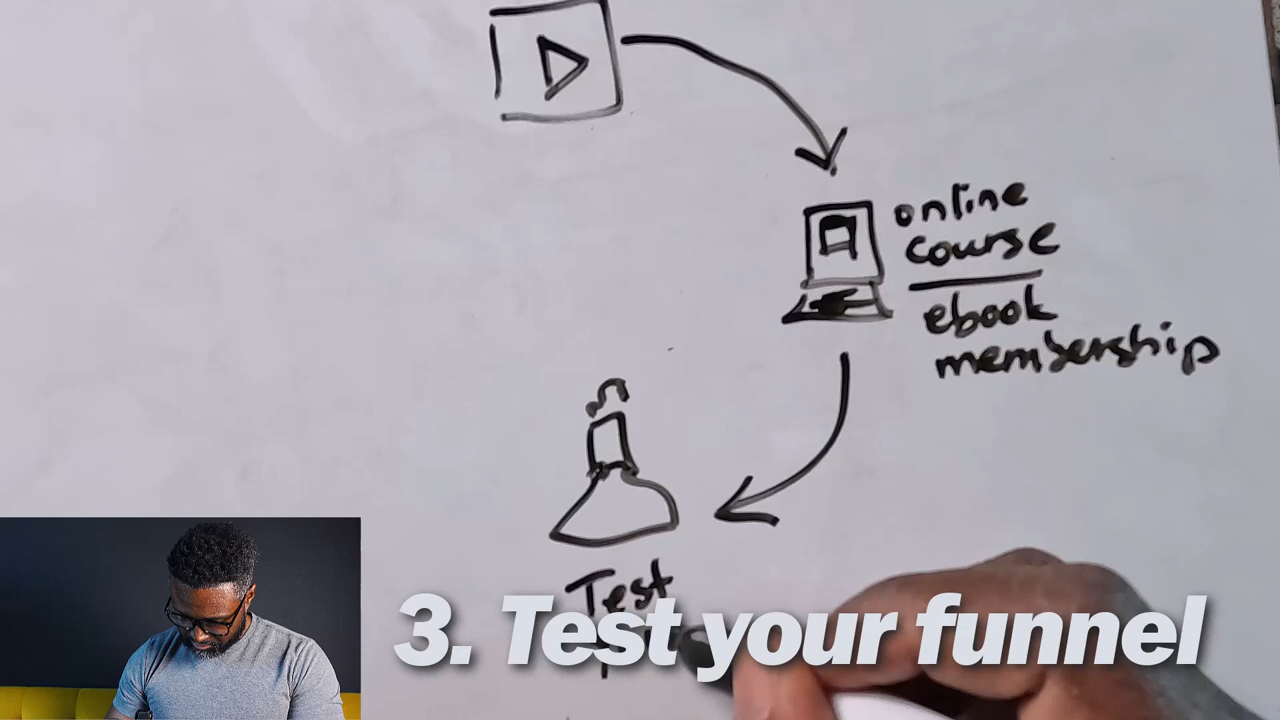 online
course
ebook
membership
Test
3. Test your funnel